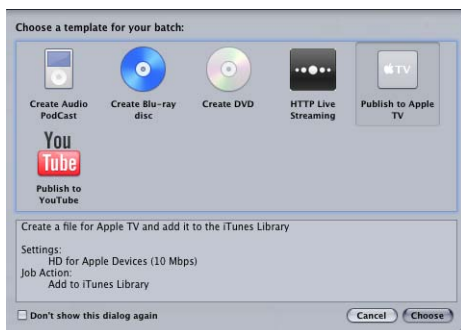 Choose a template for your batch:
tv
Create Audio
PodCast
Create Blu-ray
disc
Create DVD
HTTP Live
Streaming
Publish to Apple
TV
You
Tube
Publish to
YouTube
Create a file for Apple TV and add it to the iTunes Library
Settings:
HD for Apple Devices (10 Mbps)
Job Action:
Add to iTunes Library
Don't show this dialog again
Cancel
Choose